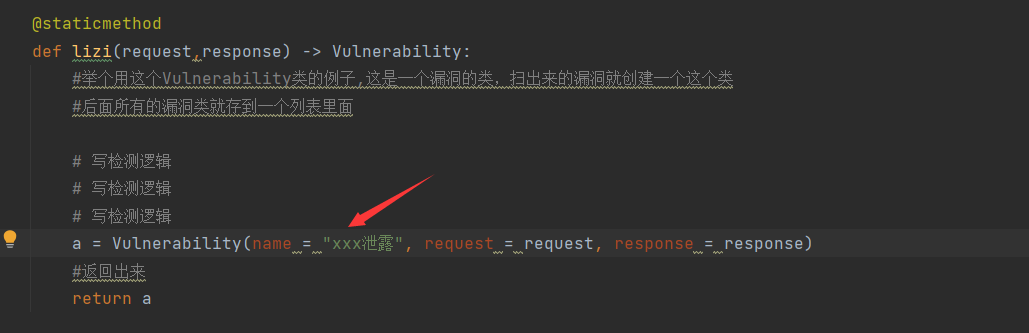 @staticmethod
def lizi(request,response) -> Vulnerability:
#举个用这个Vulnerability类的例子,这是一个漏洞的类，扫出来的漏洞就创建一个这个类
#后面所有的漏洞类就存到一个列表里面
# 写检测逻辑
# 写检测逻辑
# 写检测逻辑
a = Vulnerability(name = "xxx泄露", request = request, response = response)
#返回出来
return a